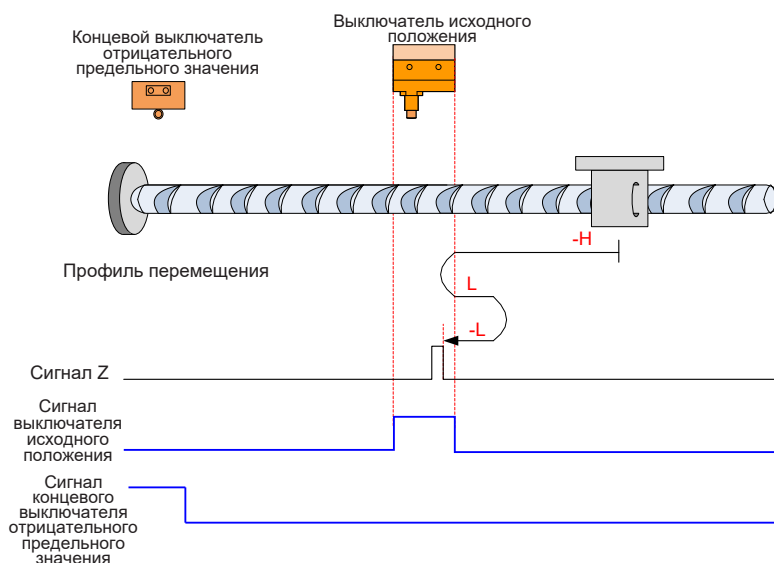 Выключатель исходного
положения
Концевой выключатель
отрицательного
предельного значения
-H
Профиль перемещения
L
-L
Сигнал Z
Сигнал
выключателя
исходного
положения
Сигнал
концевого
выключателя
отрицательного
предельного
значения